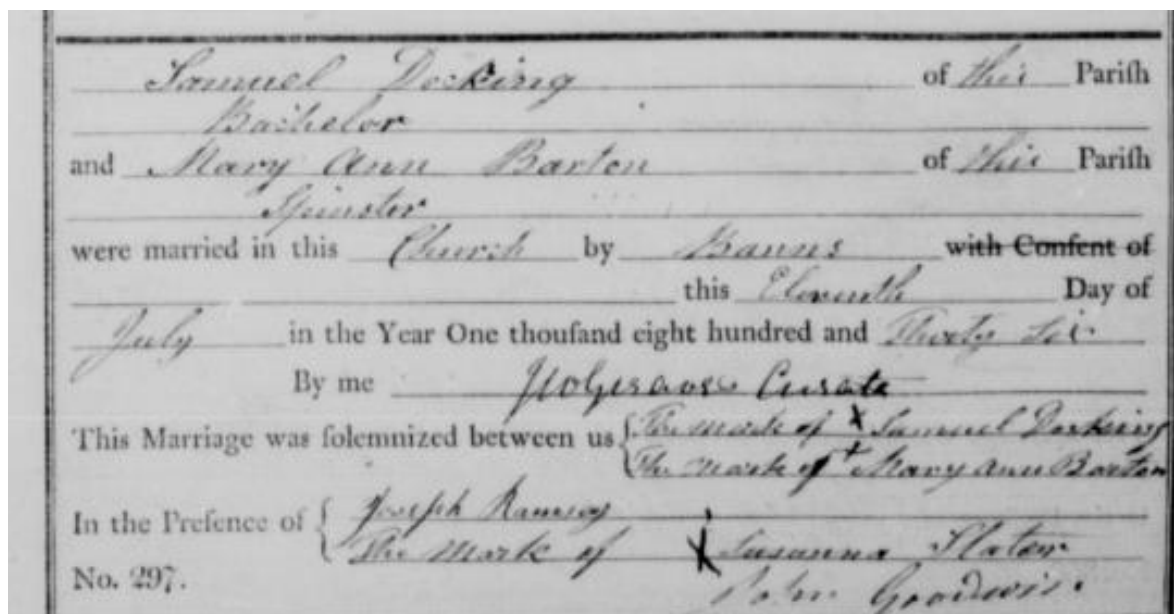 Samuel Docking of this Pariſh
Bachelor
and Mary Ann Barton of this Pariſh
Spinster
were married in this Church by Banns with Conſent of
this Eleventh Day of
July in the Year One thouſand eight hundred and Thirty Six
By me Curate
This Marriage was ſolemnized between us { The mark of X Samuel Docking
The mark of + Mary Ann Barton
In the Preſence of { Joseph Ramsay
The Mark of X Susanna Slator
No. 297. John Goodwin.